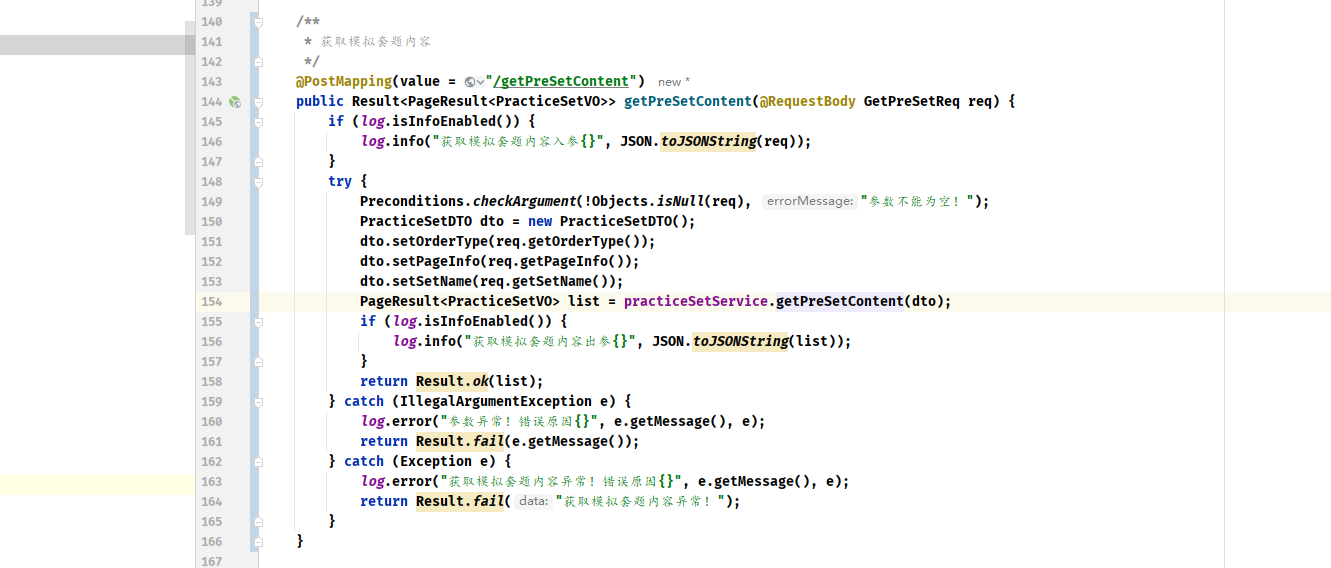 139
140 /**
141 * 获取模拟套题内容
142 */
143 @PostMapping(value = "/getPreSetContent") new *
144 public Result<PageResult<PracticeSetVO>> getPreSetContent(@RequestBody GetPreSetReq req) {
145 if (log.isInfoEnabled()) {
146 log.info("获取模拟套题内容入参{}", JSON.toJSONString(req));
147 }
148 try {
149 Preconditions.checkArgument(!Objects.isNull(req), errorMessage: "参数不能为空！");
150 PracticeSetDTO dto = new PracticeSetDTO();
151 dto.setOrderType(req.getOrderType());
152 dto.setPageInfo(req.getPageInfo());
153 dto.setSetName(req.getSetName());
154 PageResult<PracticeSetVO> list = practiceSetService.getPreSetContent(dto);
155 if (log.isInfoEnabled()) {
156 log.info("获取模拟套题内容出参{}", JSON.toJSONString(list));
157 }
158 return Result.ok(list);
159 } catch (IllegalArgumentException e) {
160 log.error("参数异常！错误原因{}", e.getMessage(), e);
161 return Result.fail(e.getMessage());
162 } catch (Exception e) {
163 log.error("获取模拟套题内容异常！错误原因{}", e.getMessage(), e);
164 return Result.fail( data: "获取模拟套题内容异常！");
165 }
166 }
167